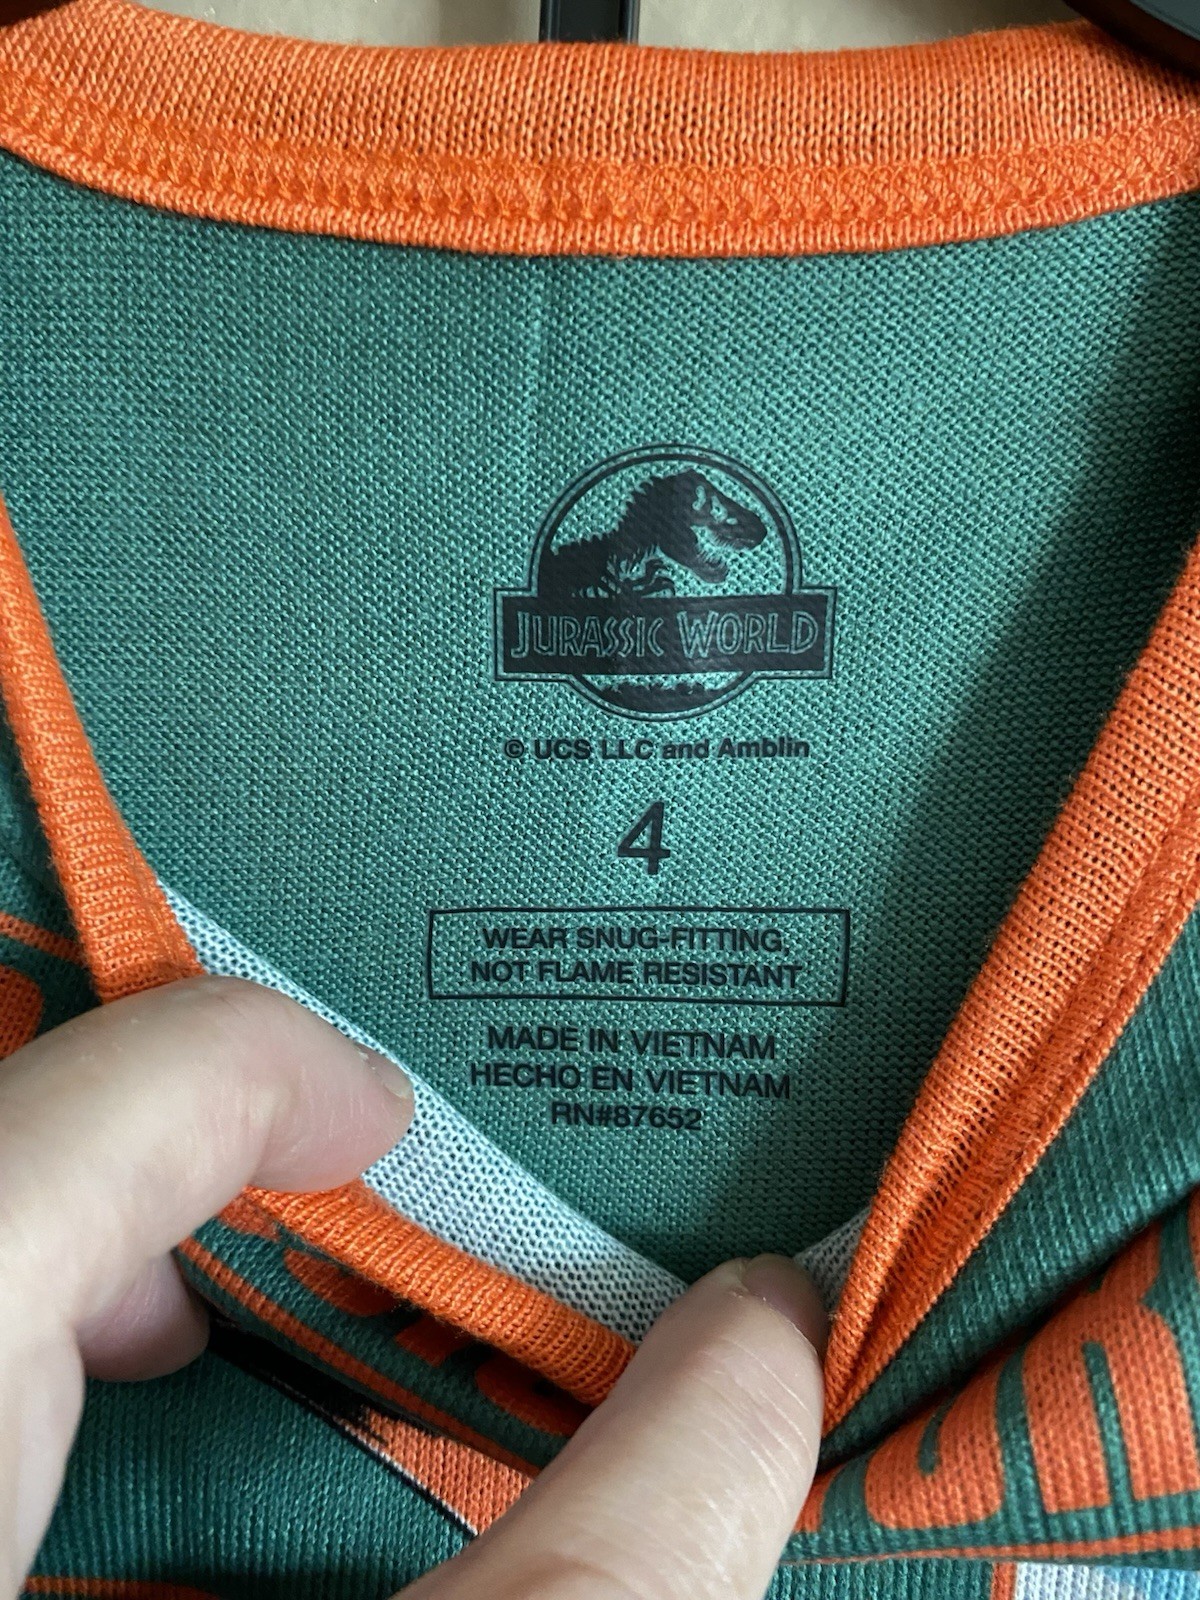 JURASSIC WORLD
© UCS LLC and Amblin
4
WEAR SNUG-FITTING,
NOT FLAME RESISTANT
MADE IN VIETNAM
HECHO EN VIETNAM
RN#87652